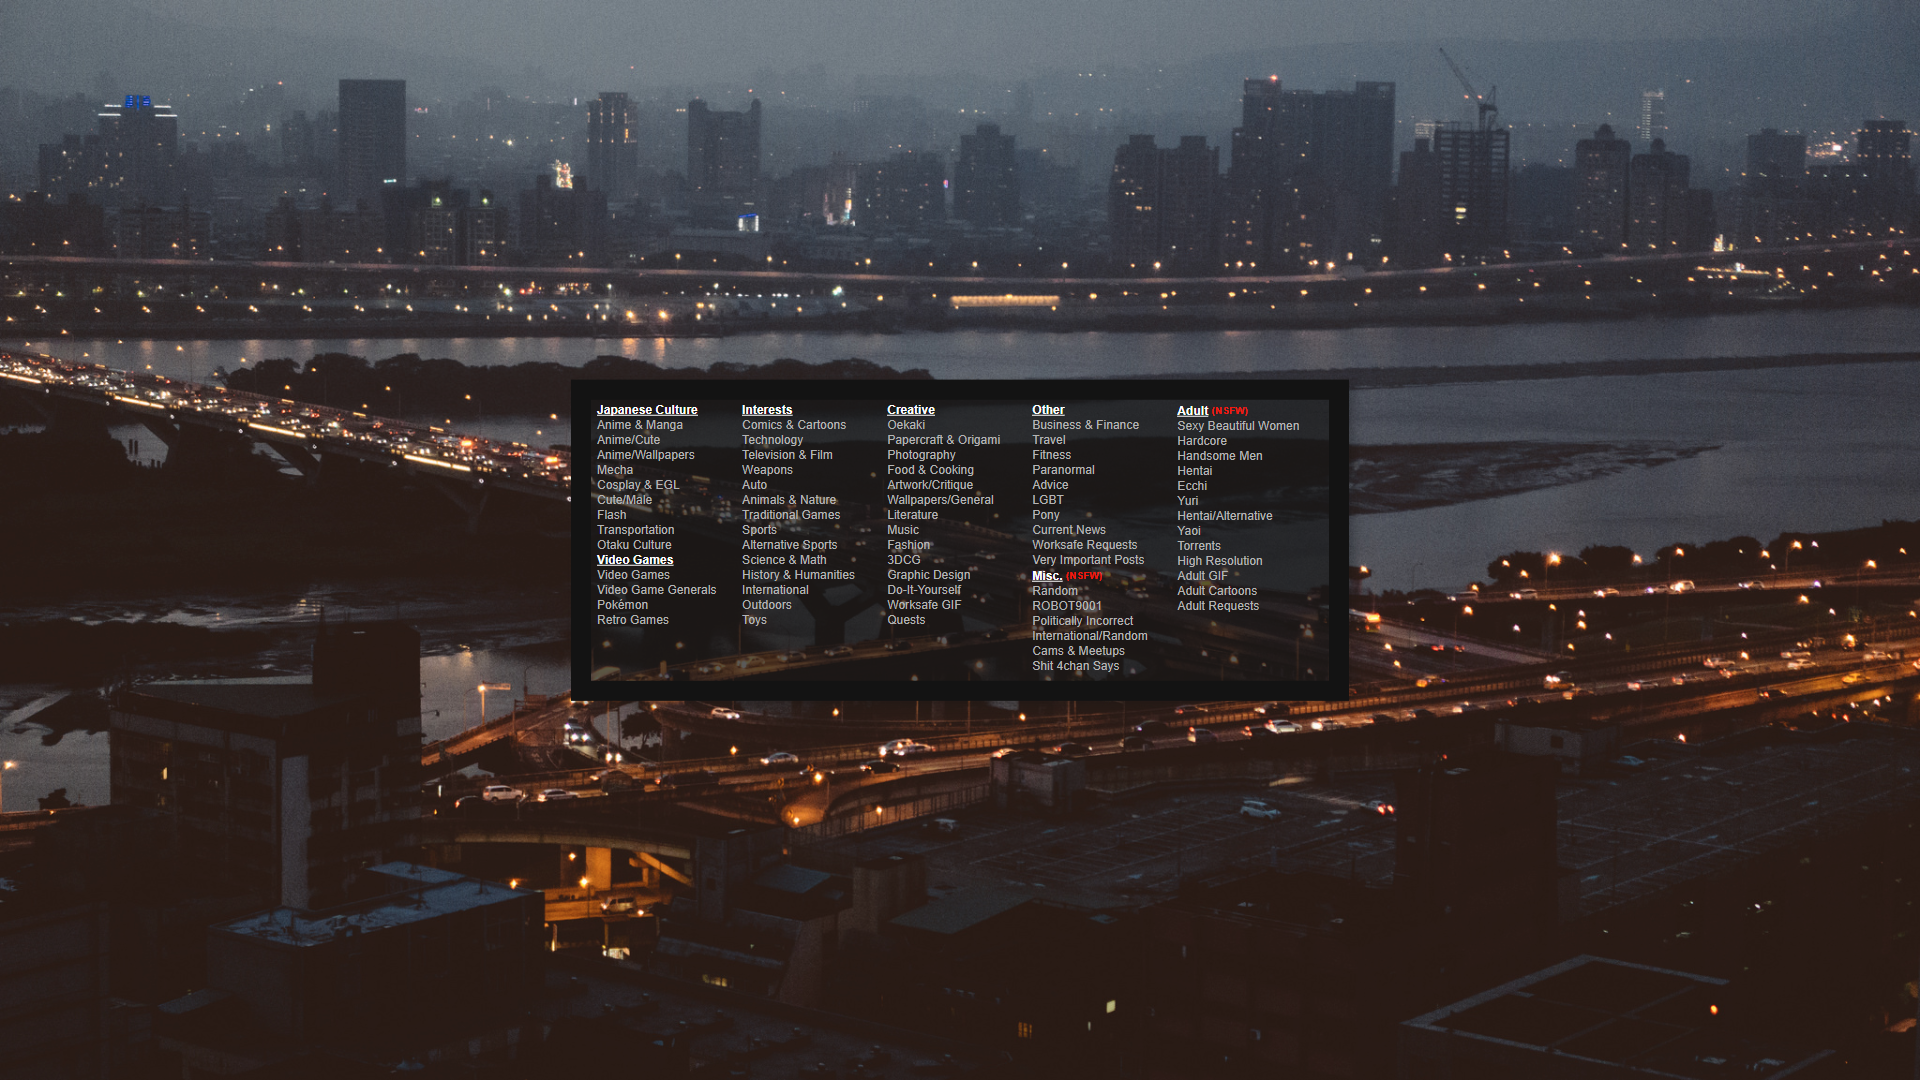 Japanese Culture
Anime & Manga
Anime/Cute
Anime/Wallpapers
Mecha
Cosplay & EGL
Cute/Male
Flash
Transportation
Otaku Culture
Video Games
Video Games
Video Game Generals
Pokémon
Retro Games
Interests
Comics & Cartoons
Technology
Television & Film
Weapons
Auto
Animals & Nature
Traditional Games
Sports
Alternative Sports
Science & Math
History & Humanities
International
Outdoors
Toys
Creative
Oekaki
Papercraft & Origami
Photography
Food & Cooking
Artwork/Critique
Wallpapers/General
Literature
Music
Fashion
3DCG
Graphic Design
Do-It-Yourself
Worksafe GIF
Quests
Other
Business & Finance
Travel
Fitness
Paranormal
Advice
LGBT
Pony
Current News
Worksafe Requests
Very Important Posts
Misc. (NSFW)
Random
ROBOT9001
Politically Incorrect
International/Random
Cams & Meetups
Shit 4chan Says
Adult (NSFW)
Sexy Beautiful Women
Hardcore
Handsome Men
Hentai
Ecchi
Yuri
Hentai/Alternative
Yaoi
Torrents
High Resolution
Adult GIF
Adult Cartoons
Adult Requests